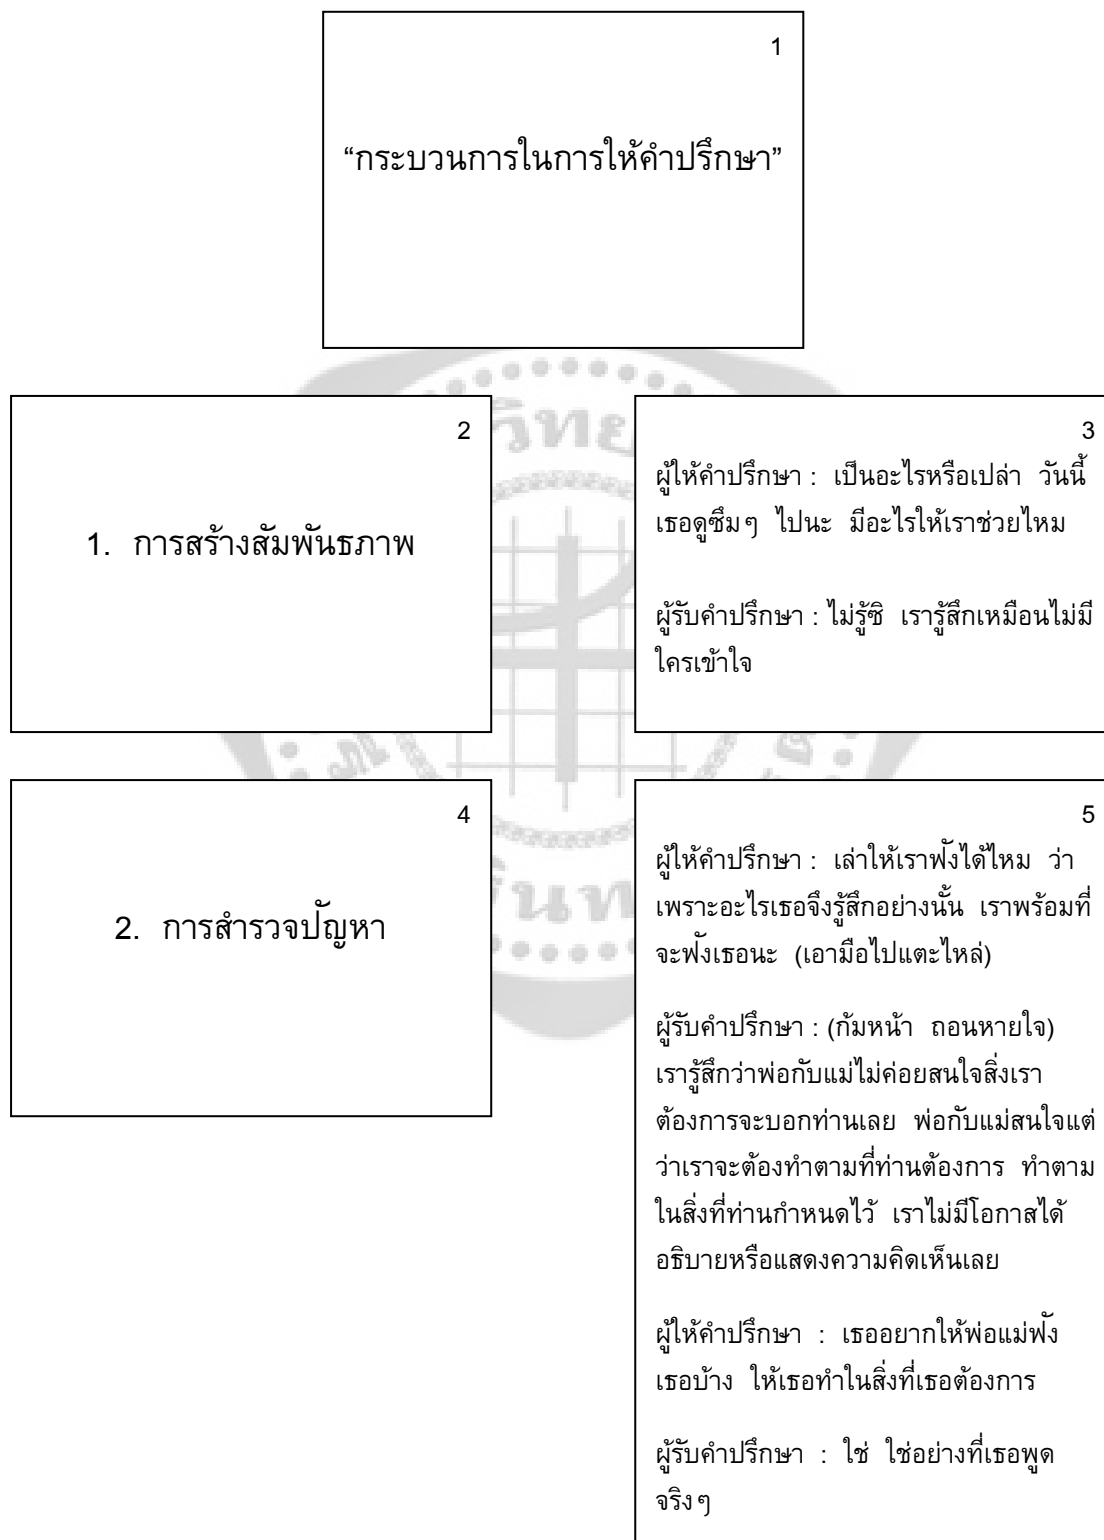 1
“กระบวนการในการให้คำปรึกษา”
2
1. การสร้างสัมพันธภาพ
3
ผู้ให้คำปรึกษา : เป็นอะไรหรือเปล่า วันนี้
เธอดูซึมๆ ไปนะ มีอะไรให้เราช่วยไหม
ผู้รับคำปรึกษา : ไม่รู้ซิ เรารู้สึกเหมือนไม่มี
ใครเข้าใจ
4
2. การสำรวจปัญหา
5
ผู้ให้คำปรึกษา : เล่าให้เราฟังได้ไหม ว่า
เพราะอะไรเธอจึงรู้สึกอย่างนั้น เราพร้อมที่
จะฟังเธอนะ (เอามือไปแตะไหล่)
ผู้รับคำปรึกษา : (ก้มหน้า ถอนหายใจ)
เรารู้สึกว่าพ่อกับแม่ไม่ค่อยสนใจสิ่งเรา
ต้องการจะบอกท่านเลย พ่อกับแม่สนใจแต่
ว่าเราจะต้องทำตามที่ท่านต้องการ ทำตาม
ในสิ่งที่ท่านกำหนดไว้ เราไม่มีโอกาสได้
อธิบายหรือแสดงความคิดเห็นเลย
ผู้ให้คำปรึกษา : เธออยากให้พ่อแม่ฟัง
เธอบ้าง ให้เธอทำในสิ่งที่เธอต้องการ
ผู้รับคำปรึกษา : ใช่ ใช่อย่างที่เธอพูด
จริงๆ